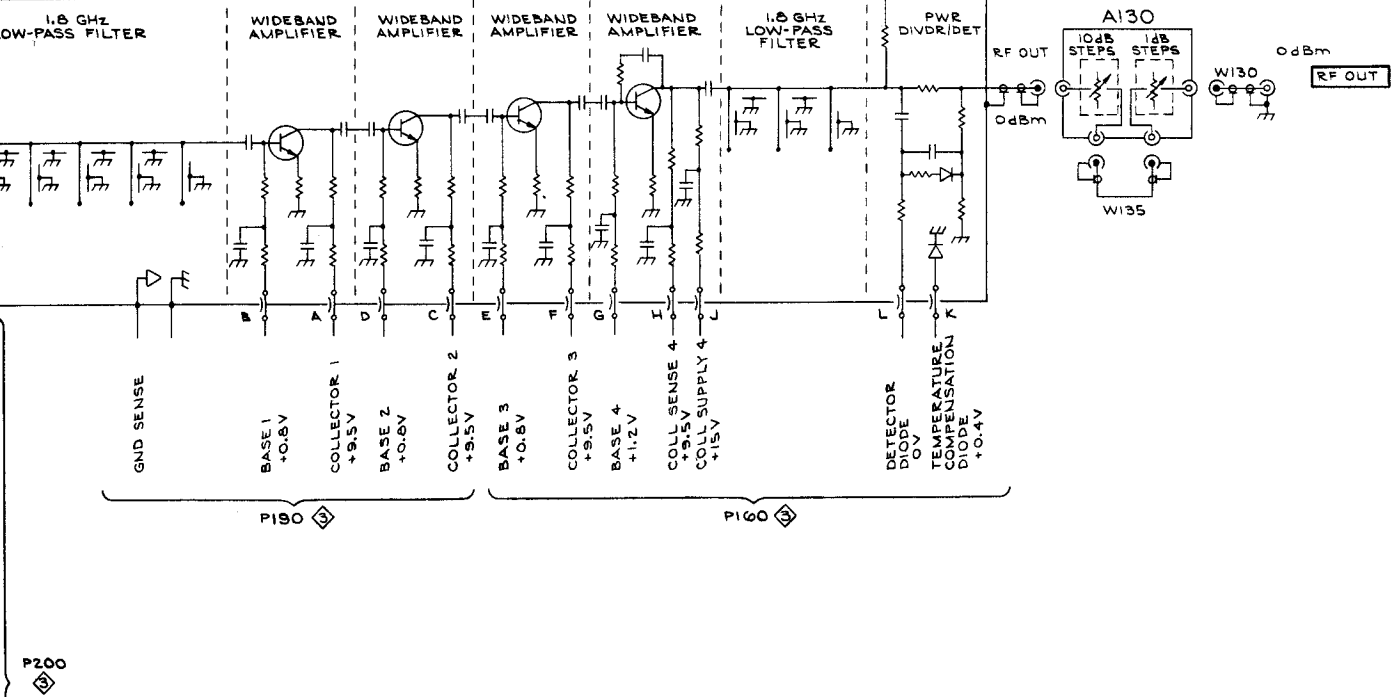 1.8 GHz
LOW-PASS FILTER
WIDEBAND
AMPLIFIER
WIDEBAND
AMPLIFIER
WIDEBAND
AMPLIFIER
WIDEBAND
AMPLIFIER
1.8 GHz
LOW-PASS
FILTER
PWR
DIVDR/DET
RF OUT
0dBm
A130
10dB
STEPS
1dB
STEPS
W135
W130
0dBm
RF OUT
B
A
D
C
E
F
G
H
J
L
K
GND SENSE
BASE 1
+0.8V
COLLECTOR 1
+9.5V
BASE 2
+0.8V
COLLECTOR 2
+9.5V
BASE 3
+0.8V
COLLECTOR 3
+9.5V
BASE 4
+1.2V
COLL SENSE 4
+9.5V
COLL SUPPLY 4
+15V
DETECTOR
DIODE
0V
TEMPERATURE
COMPENSATION
DIODE
+0.4V
P190 3
P160 3
P200
3